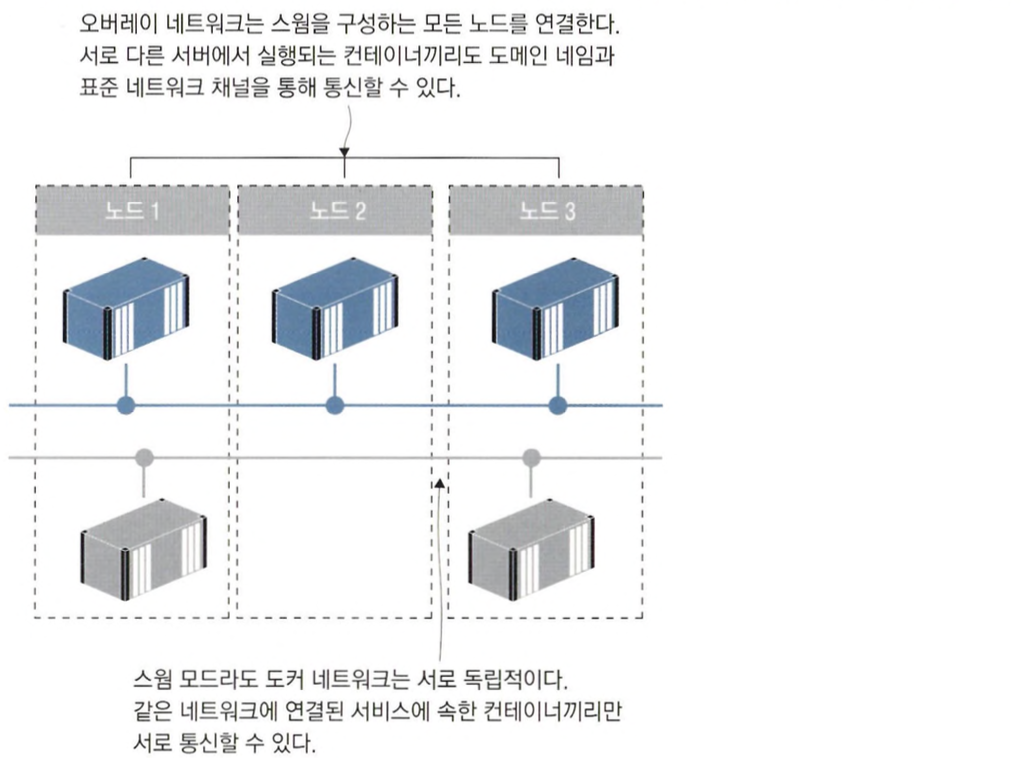 오버레이 네트워크는 스웜을 구성하는 모든 노드를 연결한다.
서로 다른 서버에서 실행되는 컨테이너끼리도 도메인 네임과
표준 네트워크 채널을 통해 통신할 수 있다.
노드 1
노드 2
노드 3
스웜 모드라도 도커 네트워크는 서로 독립적이다.
같은 네트워크에 연결된 서비스에 속한 컨테이너끼리만
서로 통신할 수 있다.